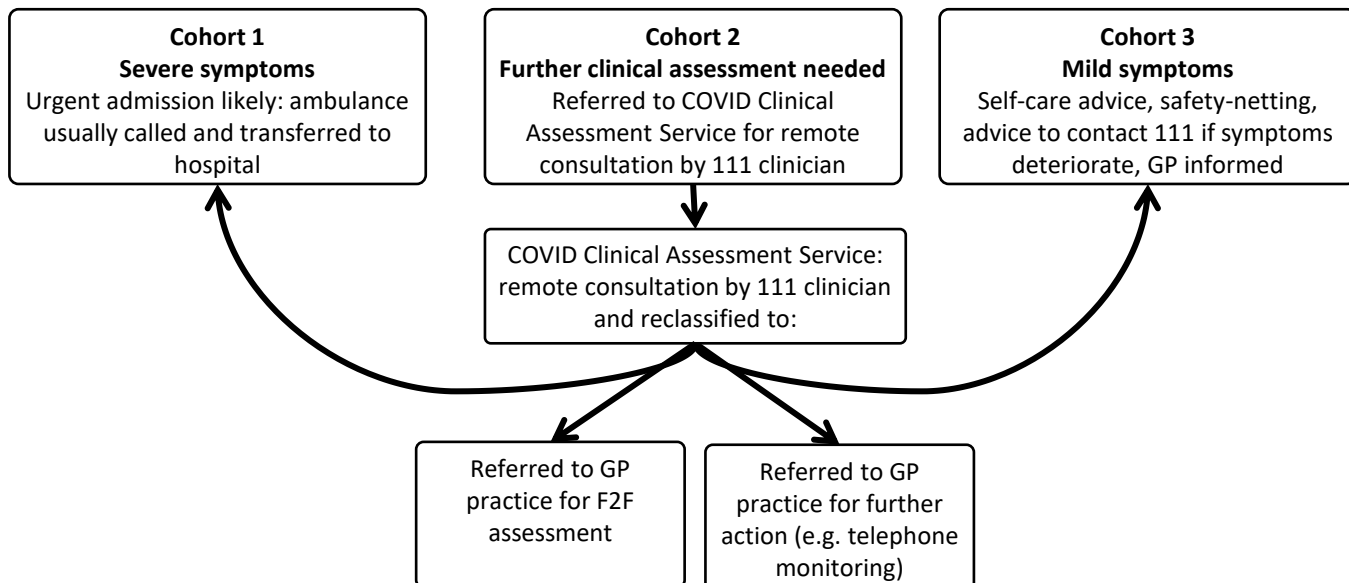 Cohort 1
Severe symptoms
Urgent admission likely: ambulance
usually called and transferred to
hospital
Cohort 2
Further clinical assessment needed
Referred to COVID Clinical
Assessment Service for remote
consultation by 111 clinician
Cohort 3
Mild symptoms
Self-care advice, safety-netting,
advice to contact 111 if symptoms
deteriorate, GP informed
COVID Clinical Assessment Service:
remote consultation by 111 clinician
and reclassified to:
Referred to GP
practice for F2F
assessment
Referred to GP
practice for further
action (e.g. telephone
monitoring)